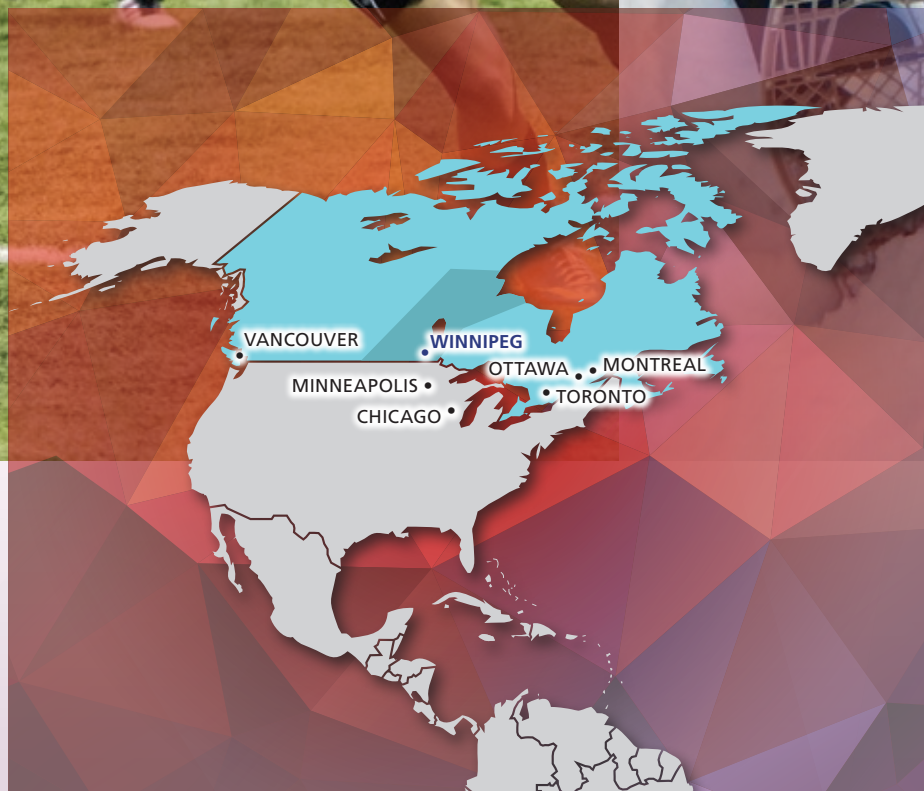 VANCOUVER
WINNIPEG
OTTAWA
MONTREAL
MINNEAPOLIS
TORONTO
CHICAGO